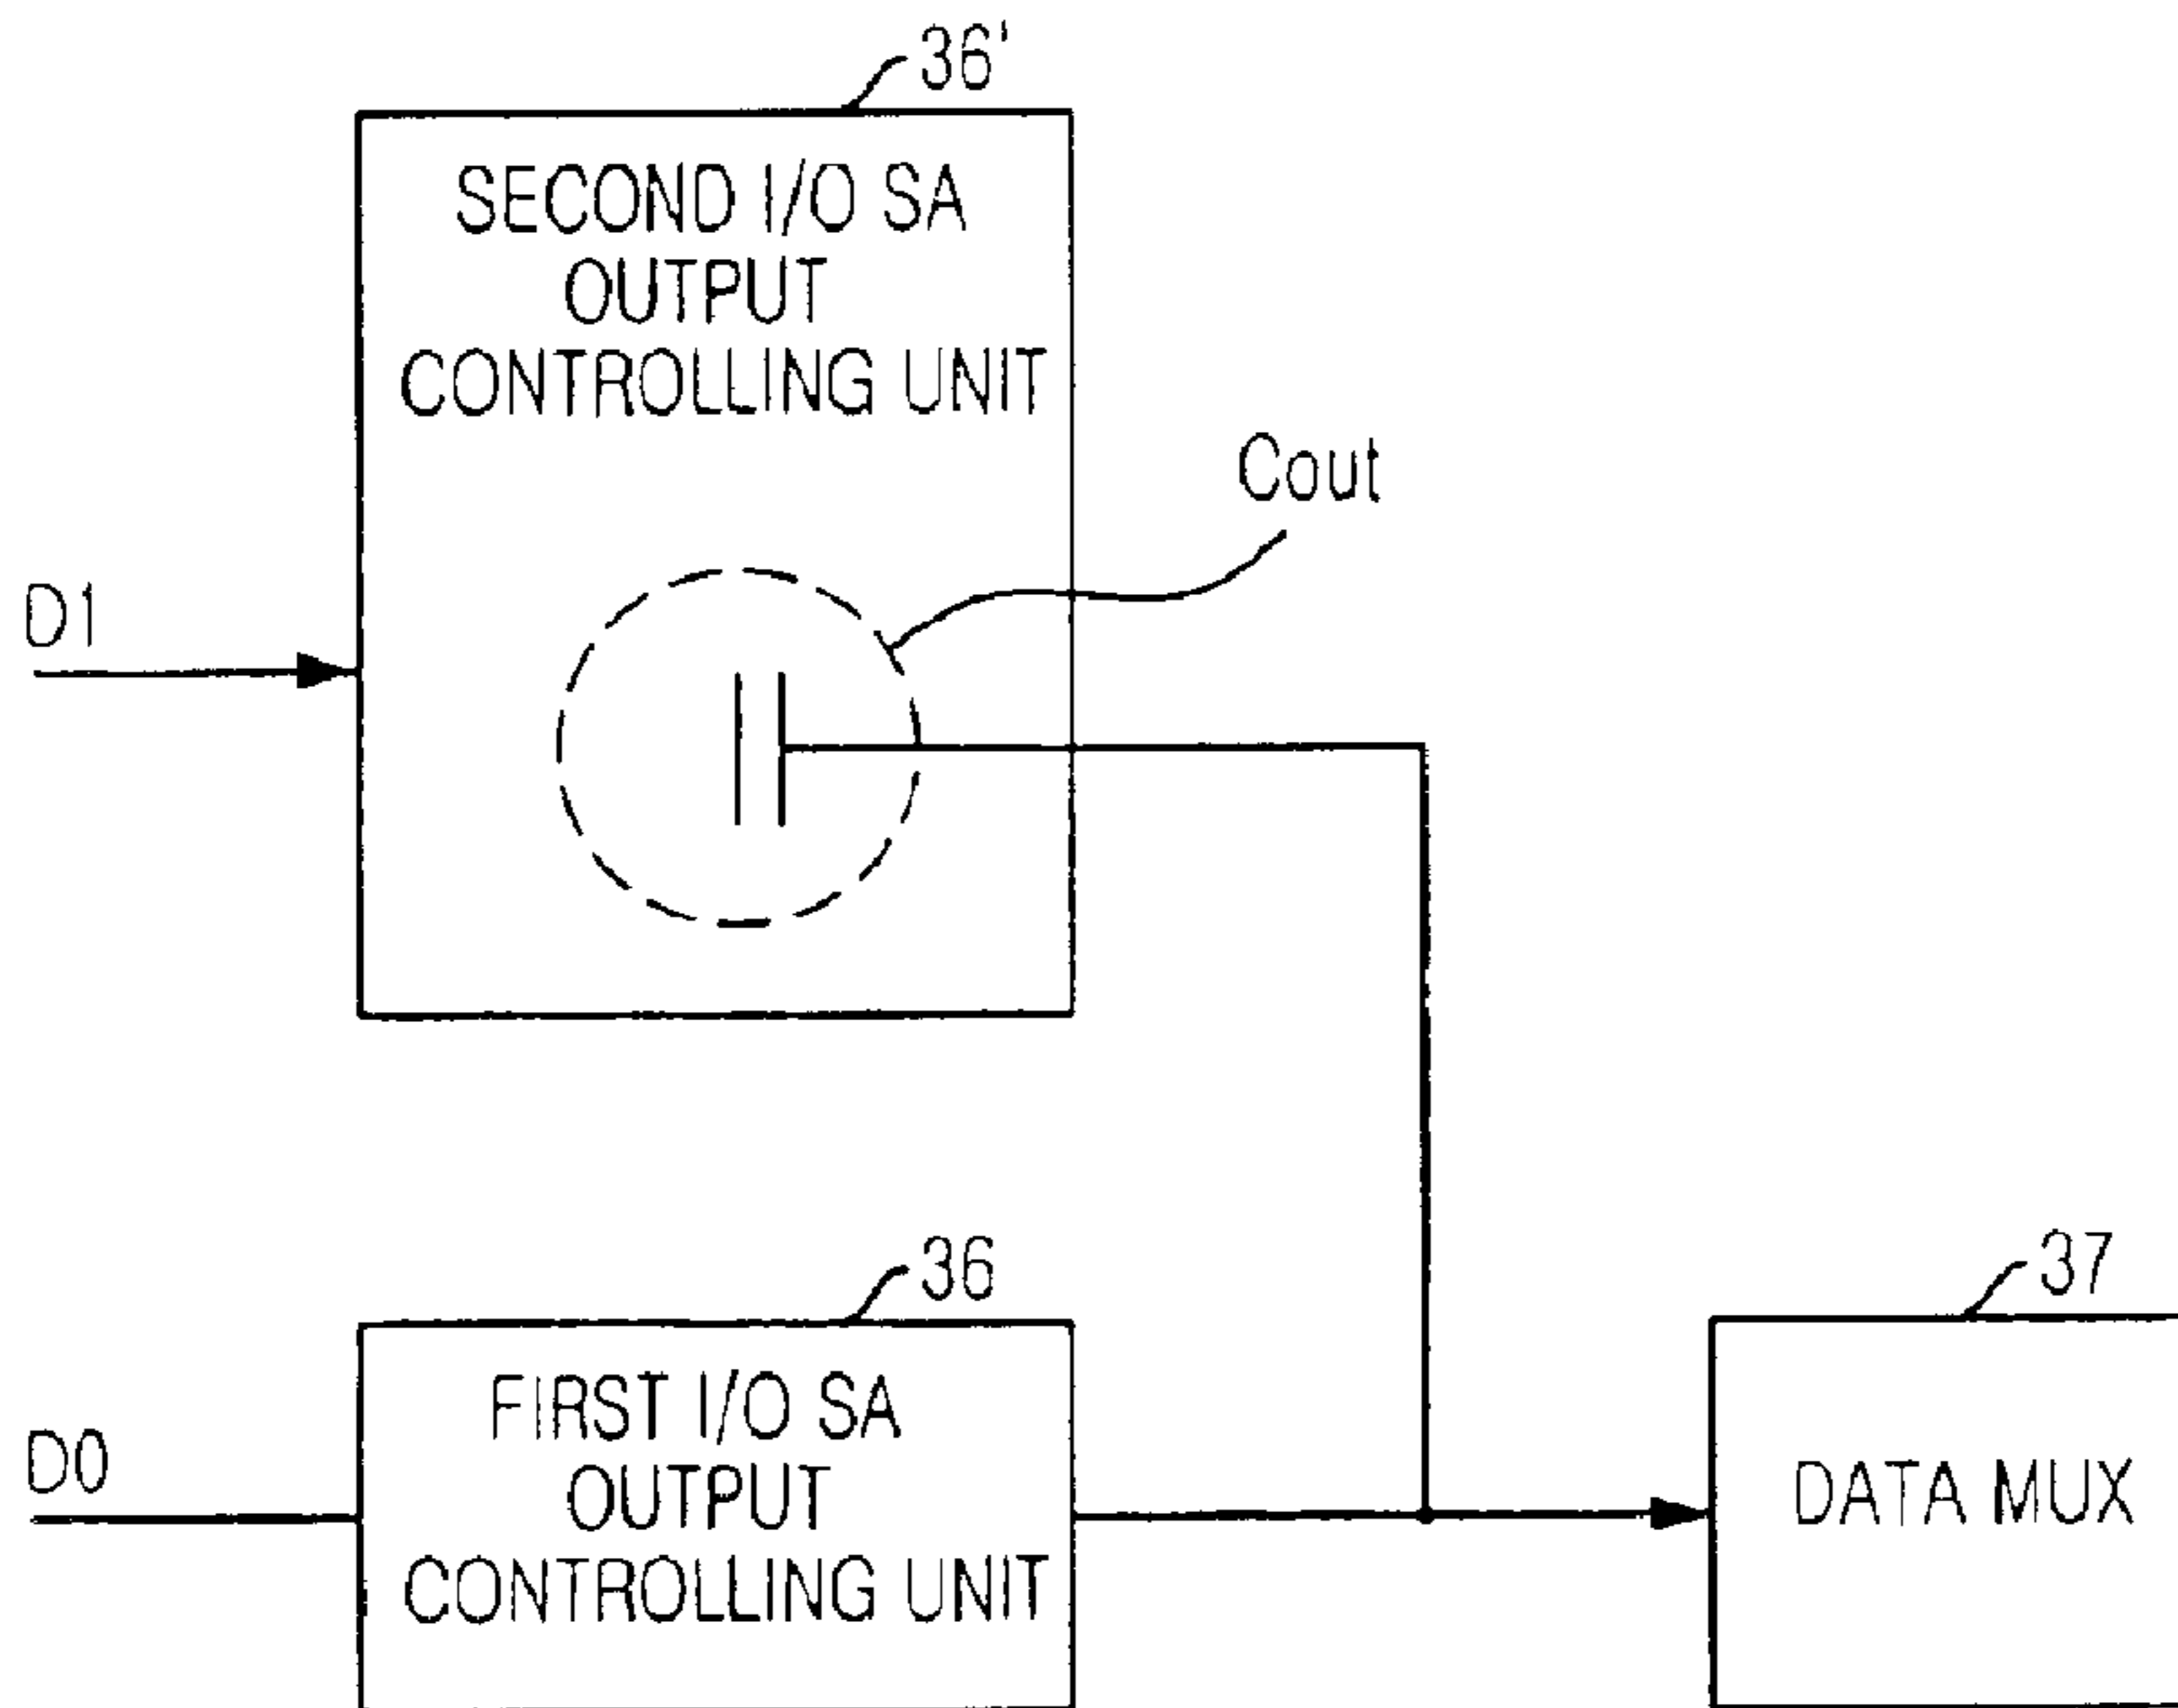 36'
SECOND I/O SA
OUTPUT
CONTROLLING UNIT
Cout
D1
36
37
FIRST I/O SA
OUTPUT
CONTROLLING UNIT
D0
DATA MUX